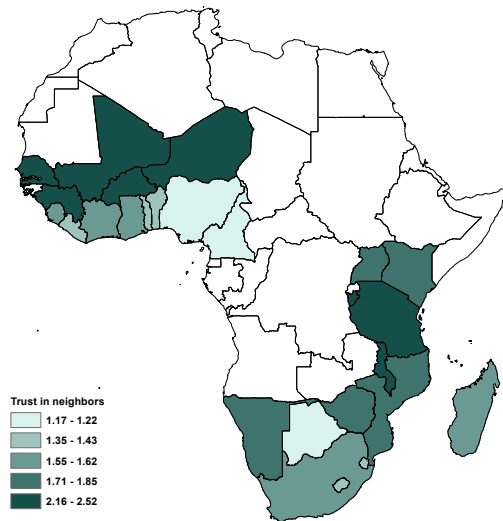 Trust in neighbors
1.17 - 1.22
1.35 - 1.43
1.55 - 1.62
1.71 - 1.85
2.16 - 2.52